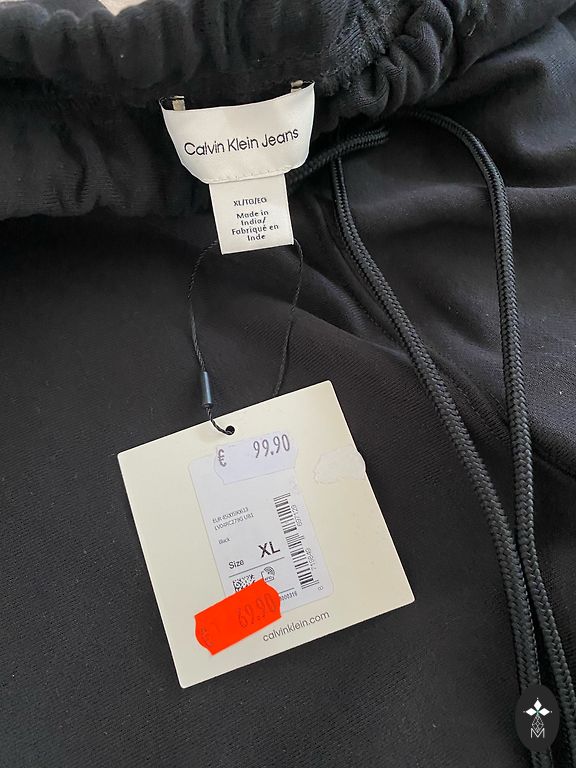 Calvin Klein Jeans
XL/TG/EG
Made in
India/
Fabriqué en
Inde
€ 99.90
Black
Size XL
€ 69.90
calvinklein.com